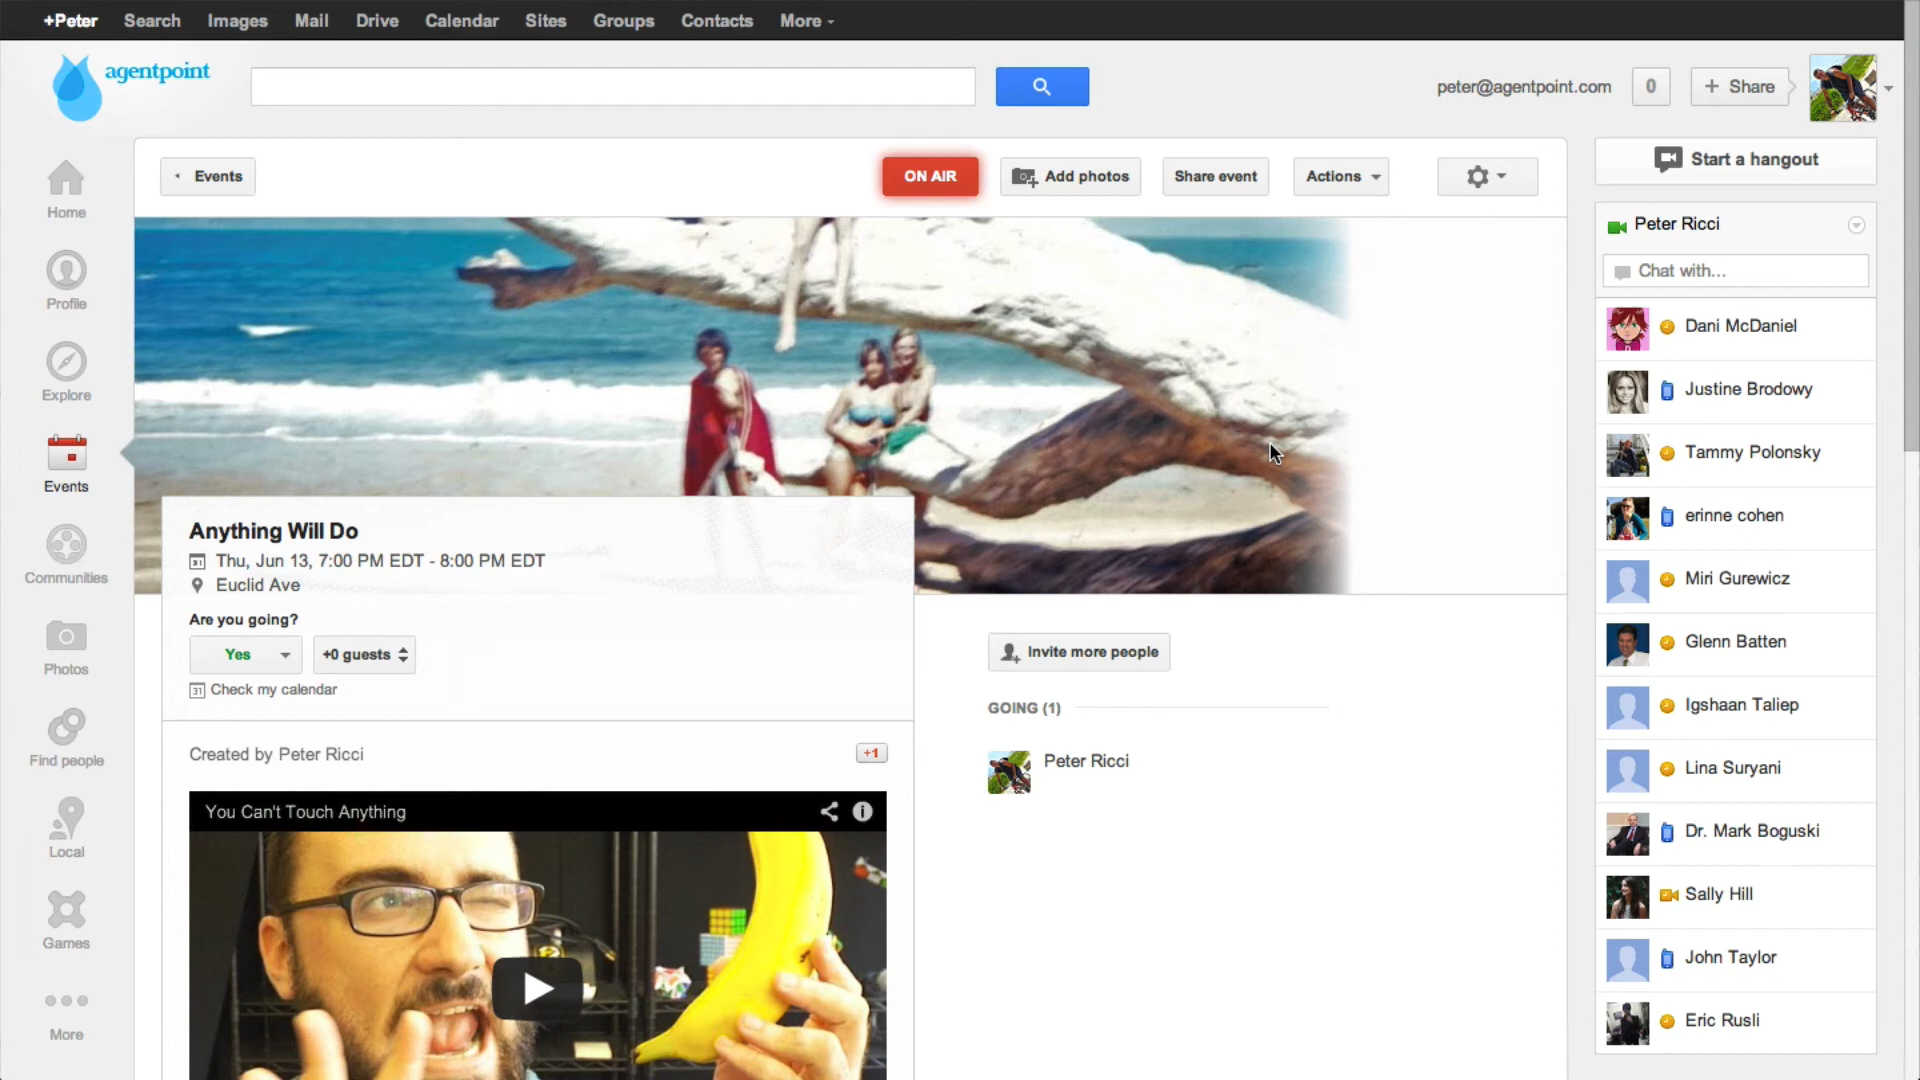 +Peter Search Images Mail Drive Calendar Sites Groups Contacts More
agentpoint
peter@agentpoint.com 0 + Share
Events
ON AIR
Add photos
Share event
Actions
Start a hangout
Home
Profile
Explore
Events
Communities
Photos
Find people
Local
Games
More
Anything Will Do
31 Thu, Jun 13, 7:00 PM EDT - 8:00 PM EDT
Euclid Ave
Are you going?
Yes
+0 guests
31 Check my calendar
Created by Peter Ricci
+1
You Can't Touch Anything
Invite more people
GOING (1)
Peter Ricci
Peter Ricci
Chat with...
Dani McDaniel
Justine Brodowy
Tammy Polonsky
erinne cohen
Miri Gurewicz
Glenn Batten
Igshaan Taliep
Lina Suryani
Dr. Mark Boguski
Sally Hill
John Taylor
Eric Rusli